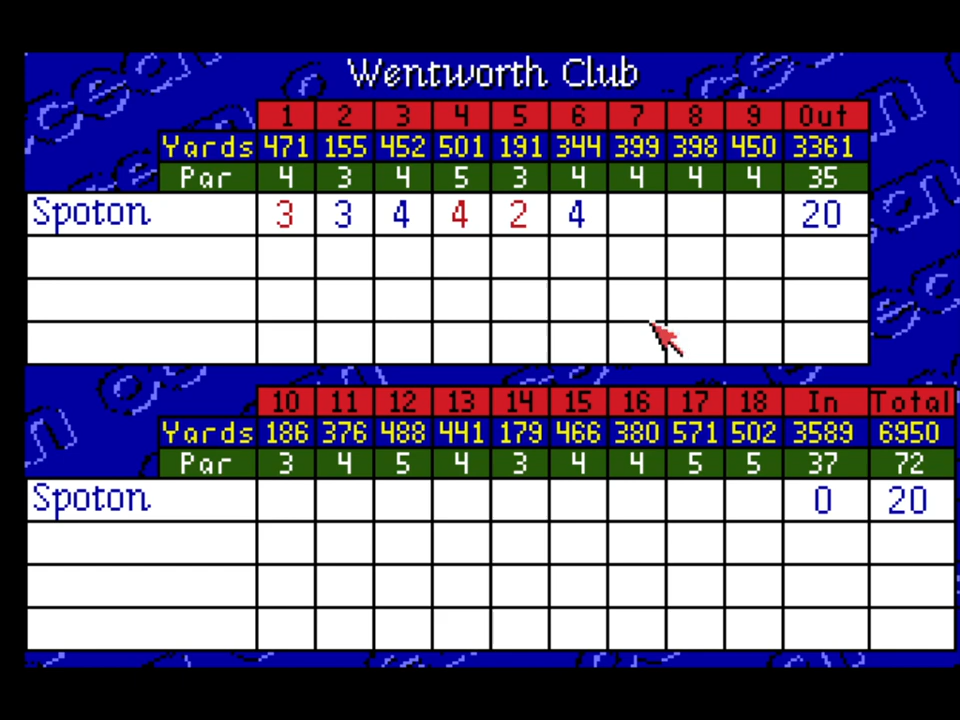 Wentworth Club
1 2 3 4 5 6 7 8 9 Out
Yards 471 155 452 501 191 344 399 398 450 3361
Par 4 3 4 5 3 4 4 4 4 35
Spoton 3 3 4 4 2 4 20
10 11 12 13 14 15 16 17 18 In Total
Yards 186 376 488 441 179 466 380 571 502 3589 6950
Par 3 4 5 4 3 4 4 5 5 37 72
Spoton 0 20